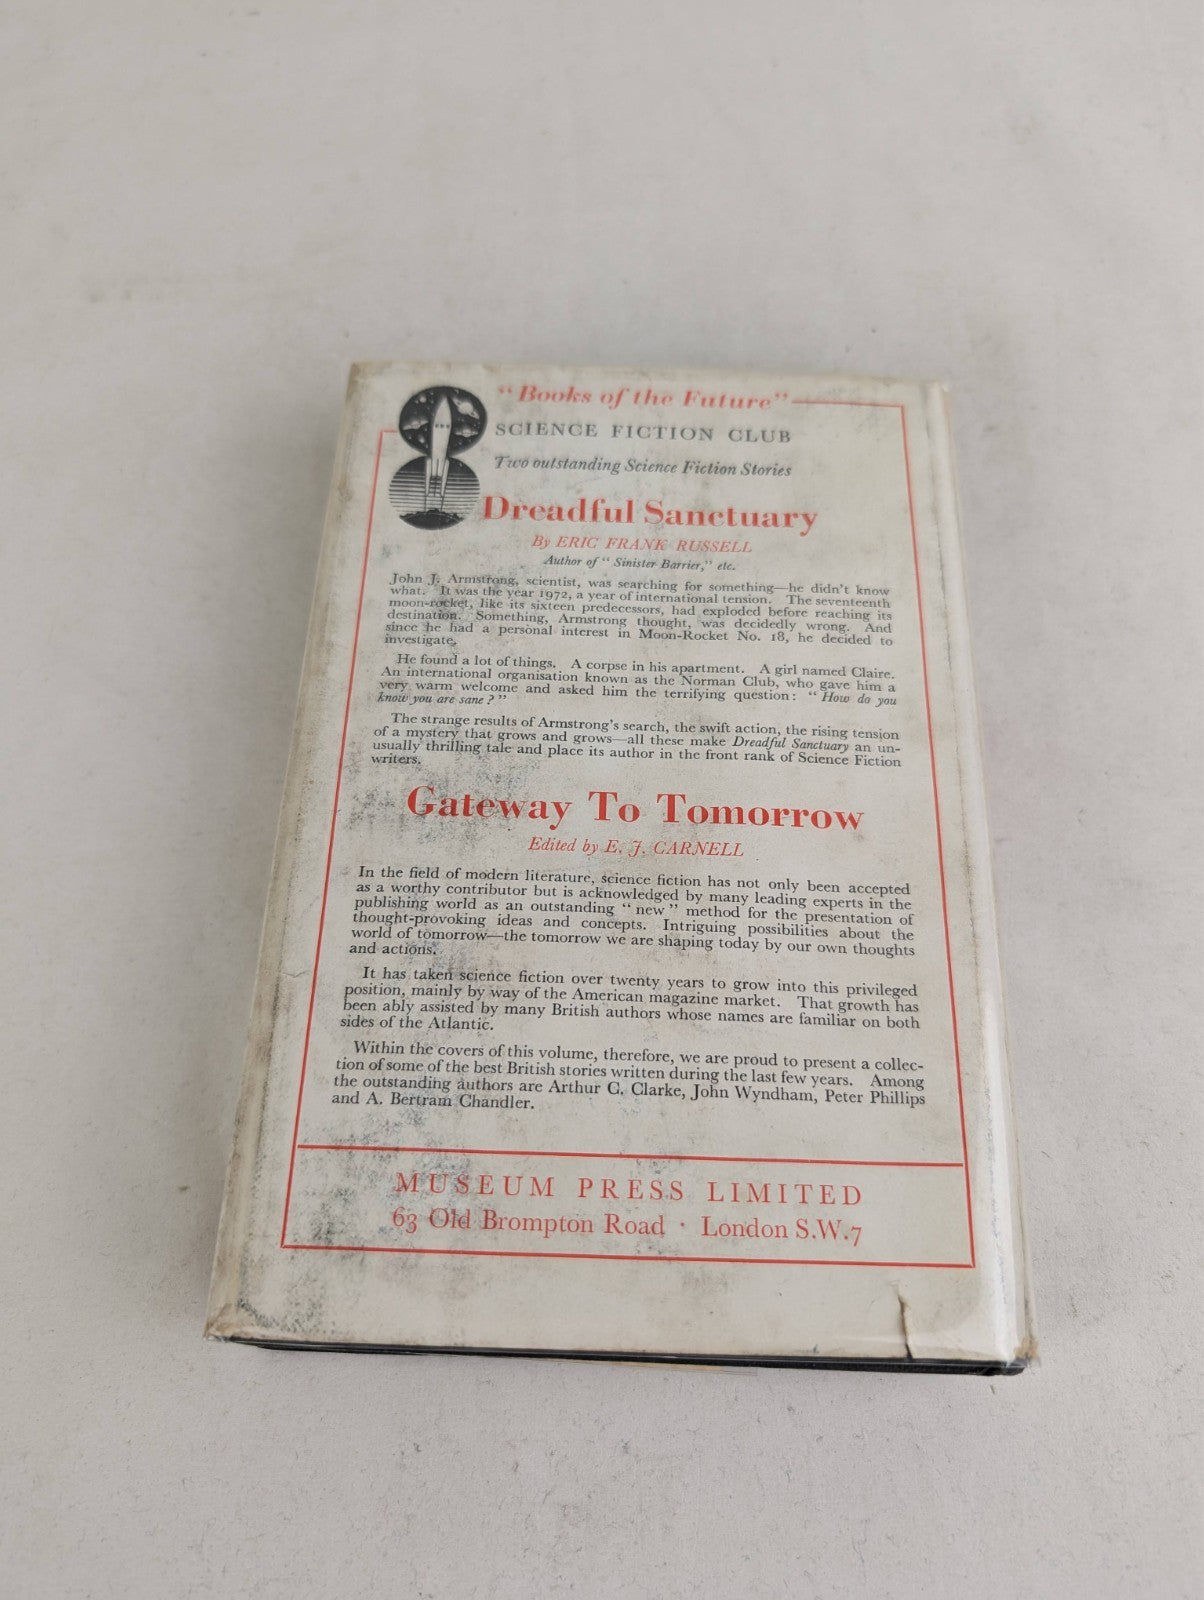 "Books of the Future"
SCIENCE FICTION CLUB
Two outstanding Science Fiction Stories
Dreadful Sanctuary
By ERIC FRANK RUSSELL
Author of "Sinister Barrier," etc.
John J. Armstrong, scientist, was searching for something—he didn't know
what. It was the year 1972, a year of international tension. The seventeenth
moon-rocket, like its sixteen predecessors, had exploded before reaching its
destination. Something, Armstrong thought, was decidedly wrong. And
since he had a personal interest in Moon-Rocket No. 18, he decided to
investigate.
He found a lot of things. A corpse in his apartment. A girl named Claire.
An international organisation known as the Norman Club, who gave him a
very warm welcome and asked him the terrifying question: "How do you
know you are sane?"
The strange results of Armstrong's search, the swift action, the rising tension
of a mystery that grows and grows—all these make Dreadful Sanctuary an un-
usually thrilling tale and place its author in the front rank of Science Fiction
writers.
Gateway To Tomorrow
Edited by E. J. CARNELL
In the field of modern literature, science fiction has not only been accepted
as a worthy contributor but is acknowledged by many leading experts in the
publishing world as an outstanding "new" method for the presentation of
thought-provoking ideas and concepts. Intriguing possibilities about the
world of tomorrow—the tomorrow we are shaping today by our own thoughts
and actions.
It has taken science fiction over twenty years to grow into this privileged
position, mainly by way of the American magazine market. That growth has
been ably assisted by many British authors whose names are familiar on both
sides of the Atlantic.
Within the covers of this volume, therefore, we are proud to present a collec-
tion of some of the best British stories written during the last few years. Among
the outstanding authors are Arthur C. Clarke, John Wyndham, Peter Phillips
and A. Bertram Chandler.
MUSEUM PRESS LIMITED
63 Old Brompton Road · London S.W.7